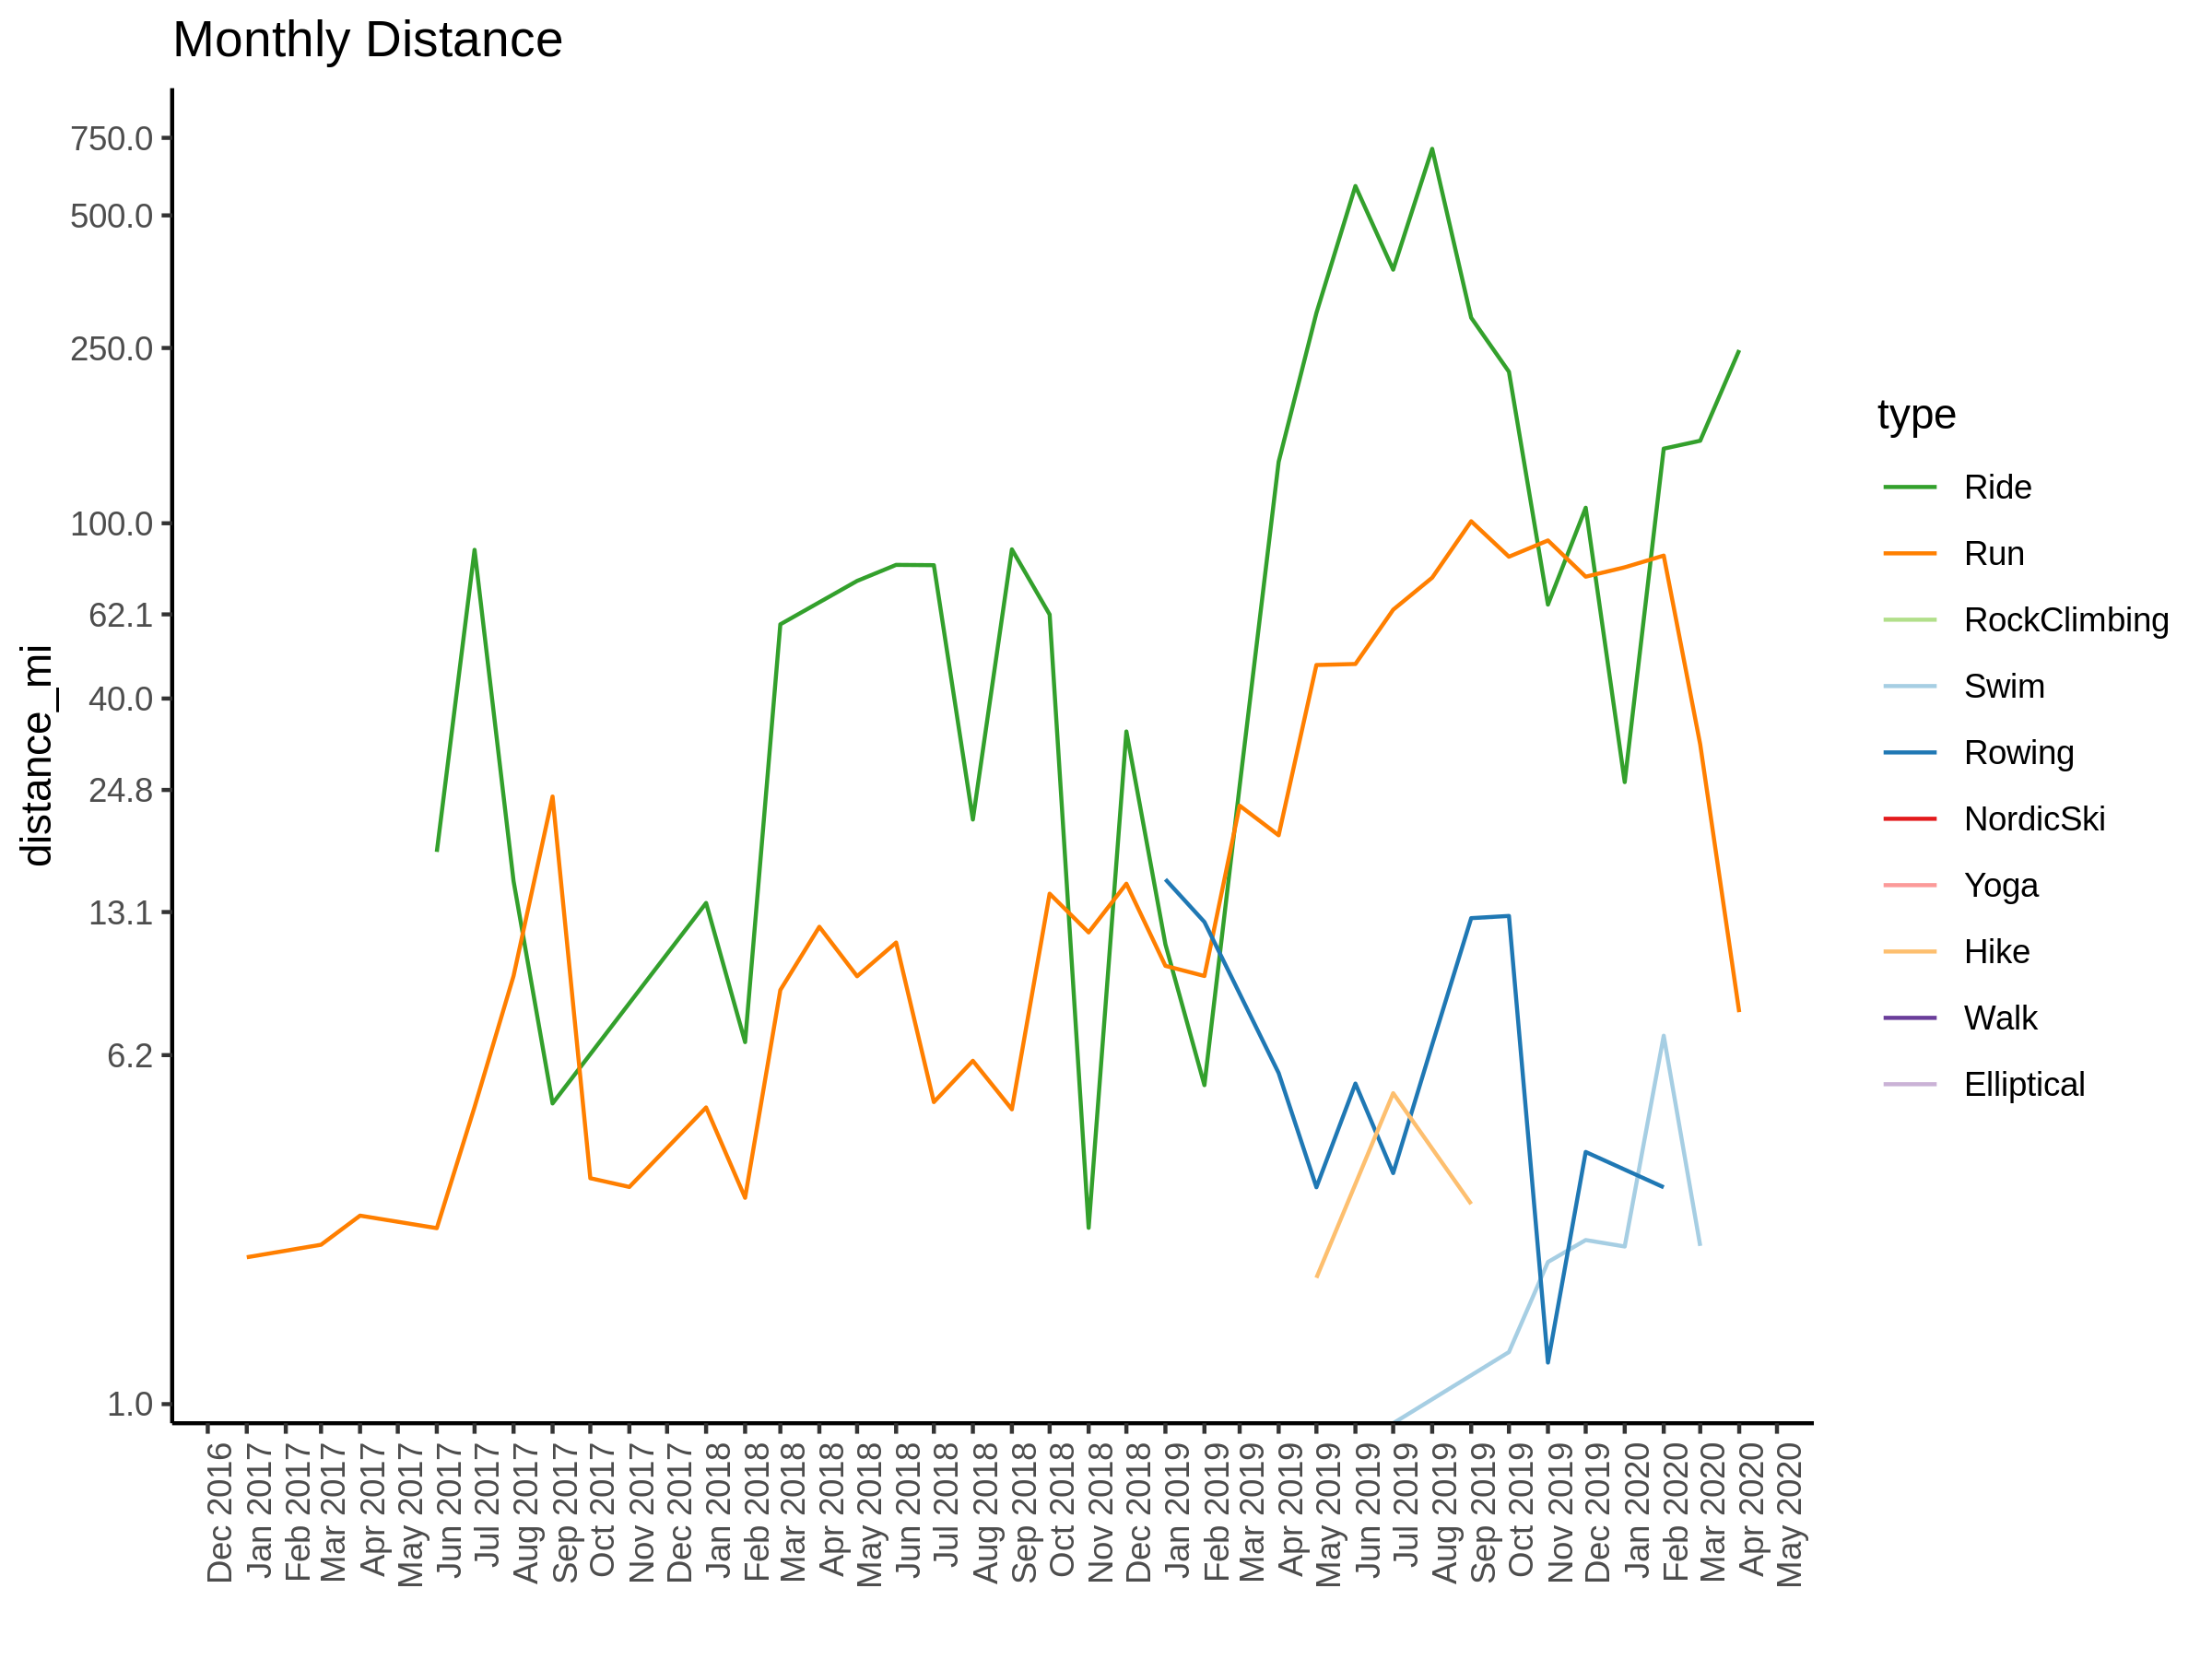 Monthly Distance
distance_mi
750.0
500.0
250.0
100.0
62.1
40.0
24.8
13.1
6.2
1.0
Dec 2016
Jan 2017
Feb 2017
Mar 2017
Apr 2017
May 2017
Jun 2017
Jul 2017
Aug 2017
Sep 2017
Oct 2017
Nov 2017
Dec 2017
Jan 2018
Feb 2018
Mar 2018
Apr 2018
May 2018
Jun 2018
Jul 2018
Aug 2018
Sep 2018
Oct 2018
Nov 2018
Dec 2018
Jan 2019
Feb 2019
Mar 2019
Apr 2019
May 2019
Jun 2019
Jul 2019
Aug 2019
Sep 2019
Oct 2019
Nov 2019
Dec 2019
Jan 2020
Feb 2020
Mar 2020
Apr 2020
May 2020
type
Ride
Run
RockClimbing
Swim
Rowing
NordicSki
Yoga
Hike
Walk
Elliptical